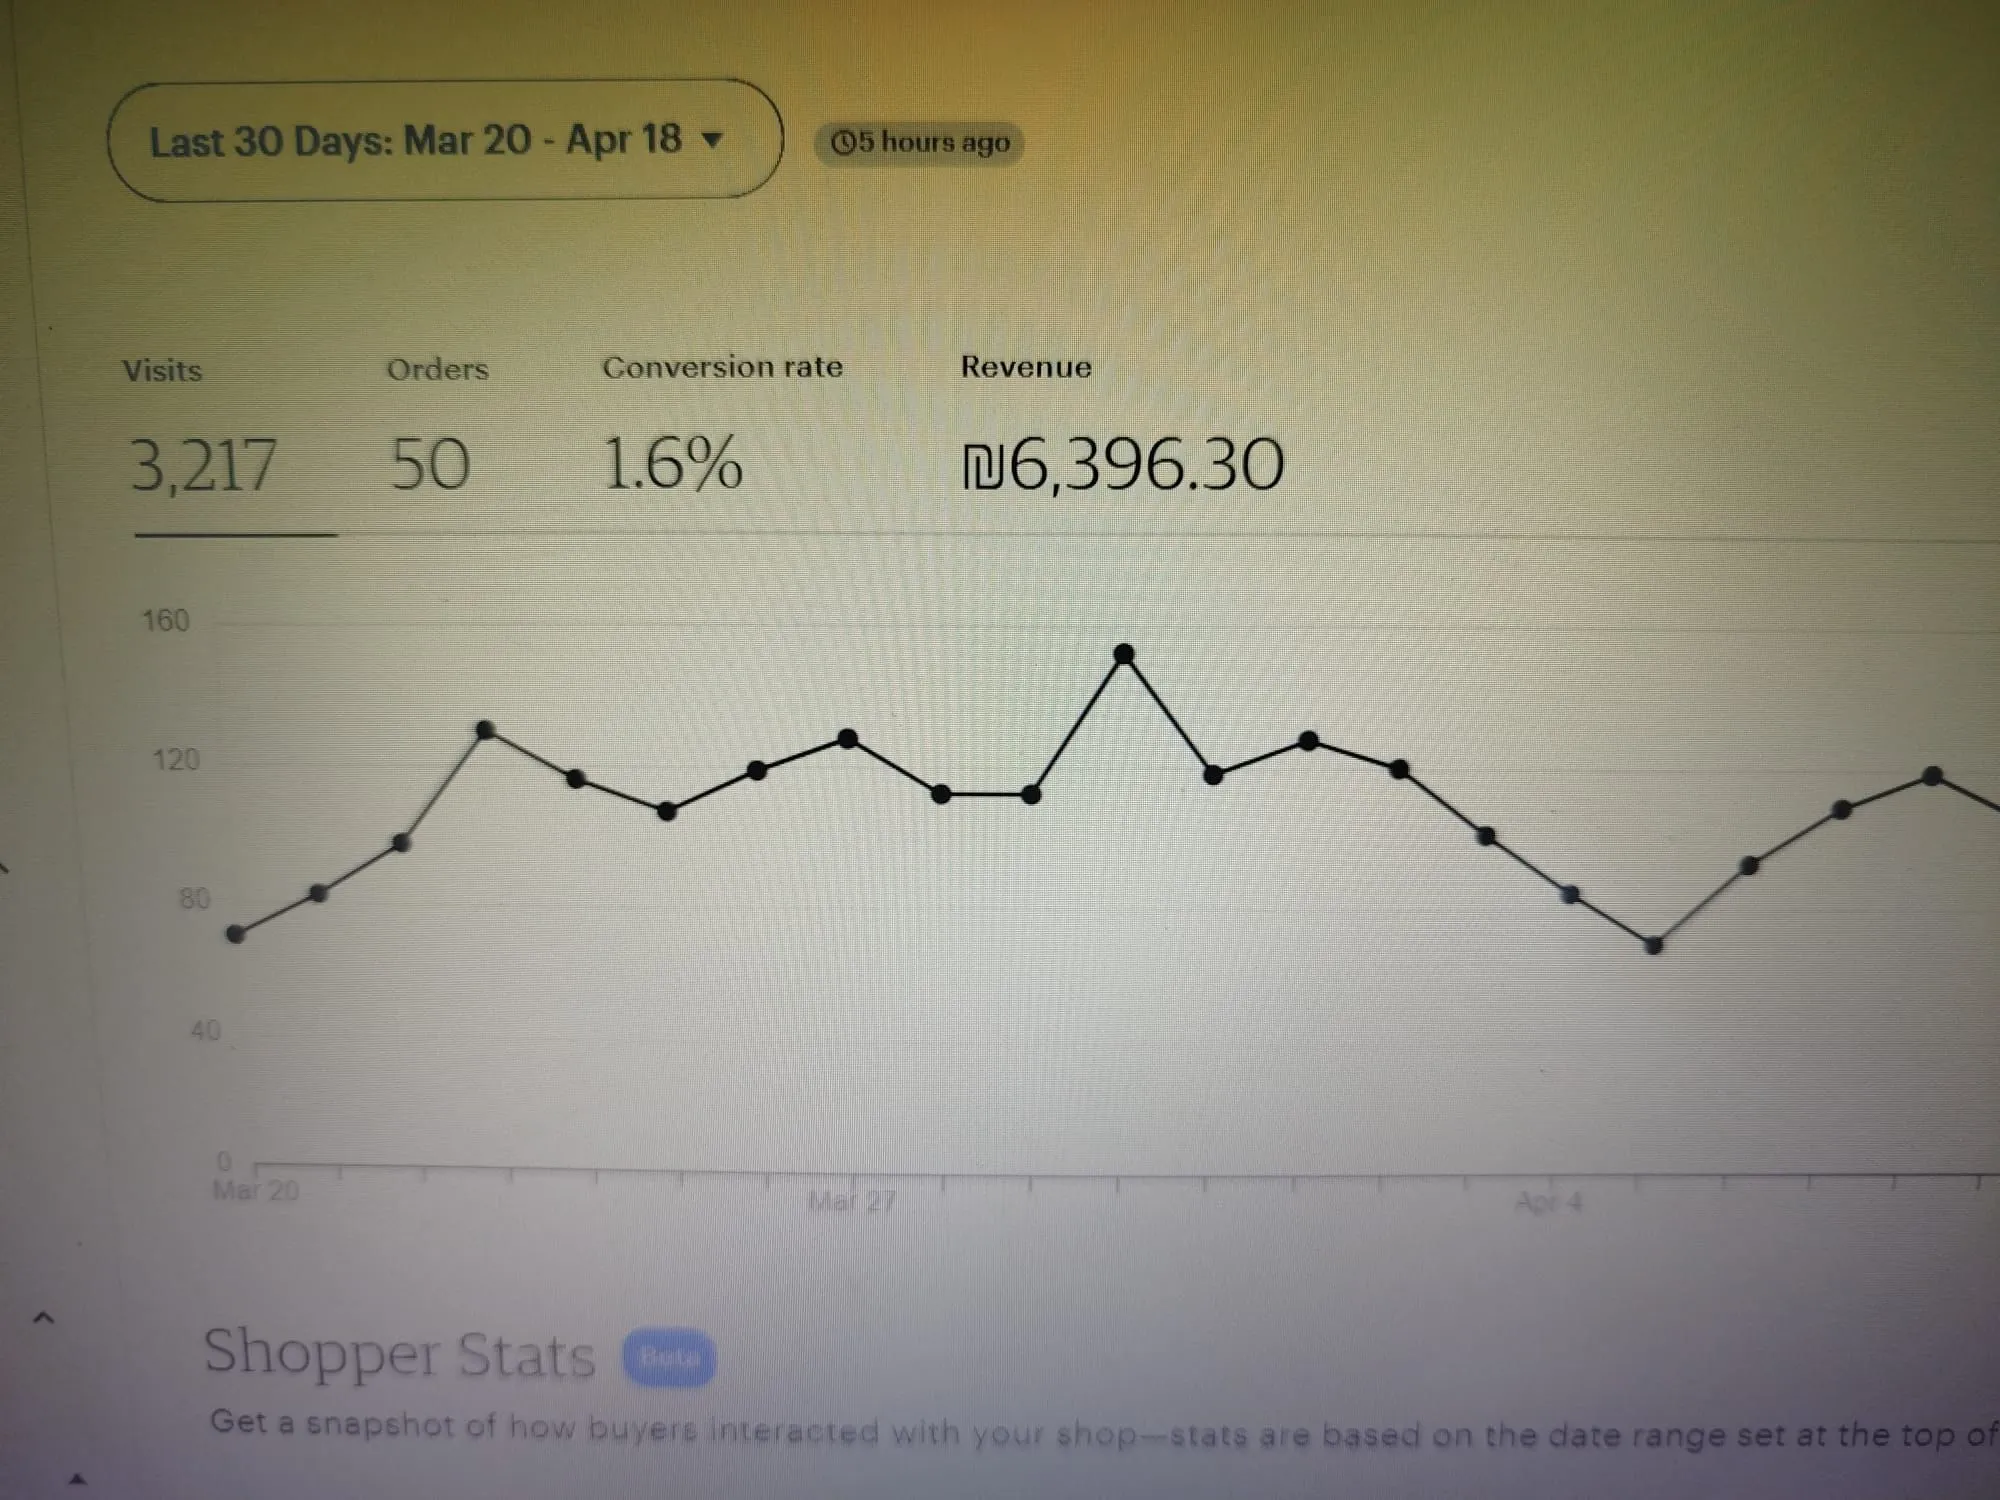 Last 30 Days: Mar 20 - Apr 18
5 hours ago
Visits Orders Conversion rate Revenue
3,217 50 1.6% ₪6,396.30
160
120
80
40
0
Mar 20 Mar 27 Apr 4
Shopper Stats Beta
Get a snapshot of how buyers interacted with your shop—stats are based on the date range set at the top of